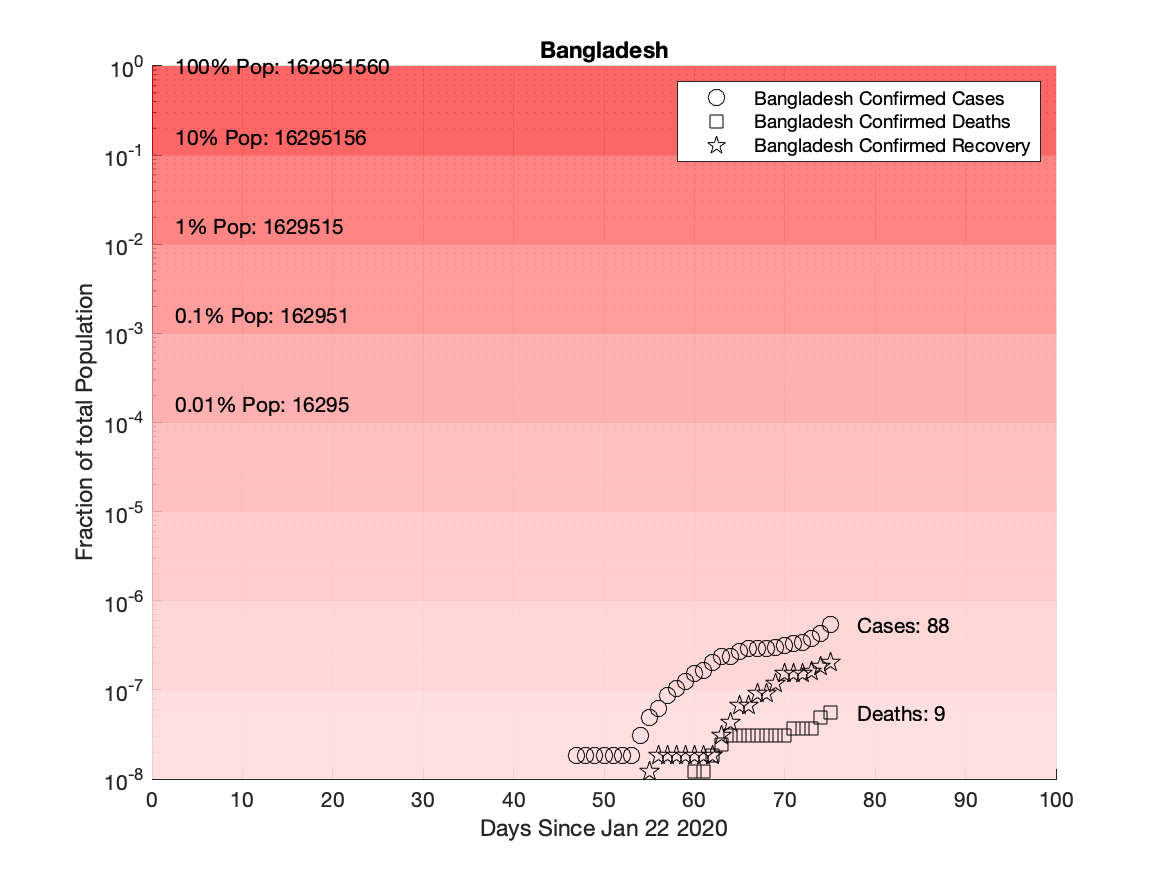 Bangladesh
10^0
100% Pop: 162951560
Bangladesh Confirmed Cases
Bangladesh Confirmed Deaths
Bangladesh Confirmed Recovery
10% Pop: 16295156
10^-1
1% Pop: 1629515
10^-2
0.1% Pop: 162951
10^-3
0.01% Pop: 16295
10^-4
10^-5
10^-6
10^-7
10^-8
Fraction of total Population
Cases: 88
Deaths: 9
0 10 20 30 40 50 60 70 80 90 100
Days Since Jan 22 2020